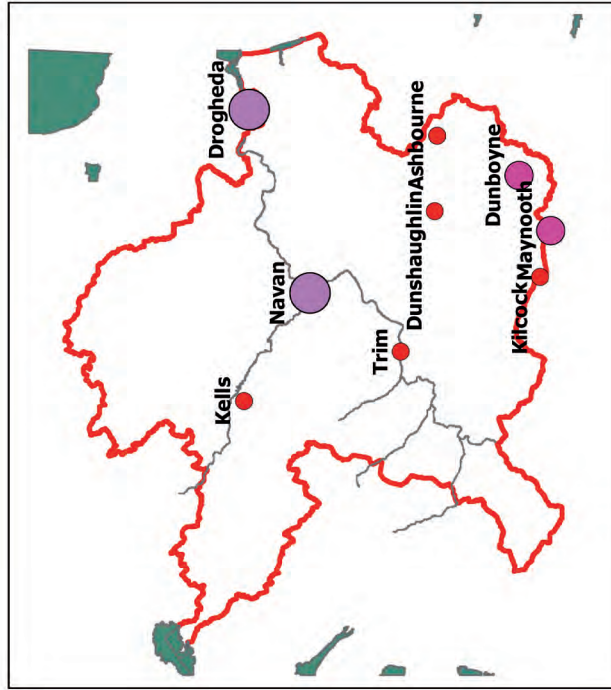 Drogheda
Navan
Kells
Trim
Dunshaughlin
Ashbourne
Dunboyne
Maynooth
Kilcock